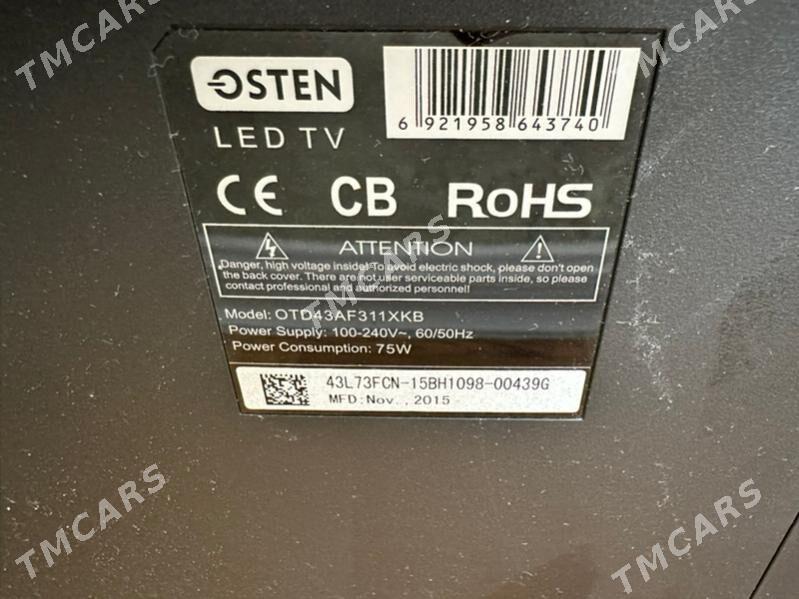 TMCARS
TMCARS
OSTEN
6 921958 643740
LED TV
CE CB RoHS
TMCARS
ATTENTION
Danger, high voltage inside! To avoid electric shock, please don't open
the back cover. There are not user serviceable parts inside, so please
contact professional and authorized personnel!
Model: OTD43AF311XKB
Power Supply: 100-240V~, 60/50Hz
Power Consumption: 75W
43L73FCN-15BH1098-00439G
MFD:Nov., 2015
TMCARS
TMCARS